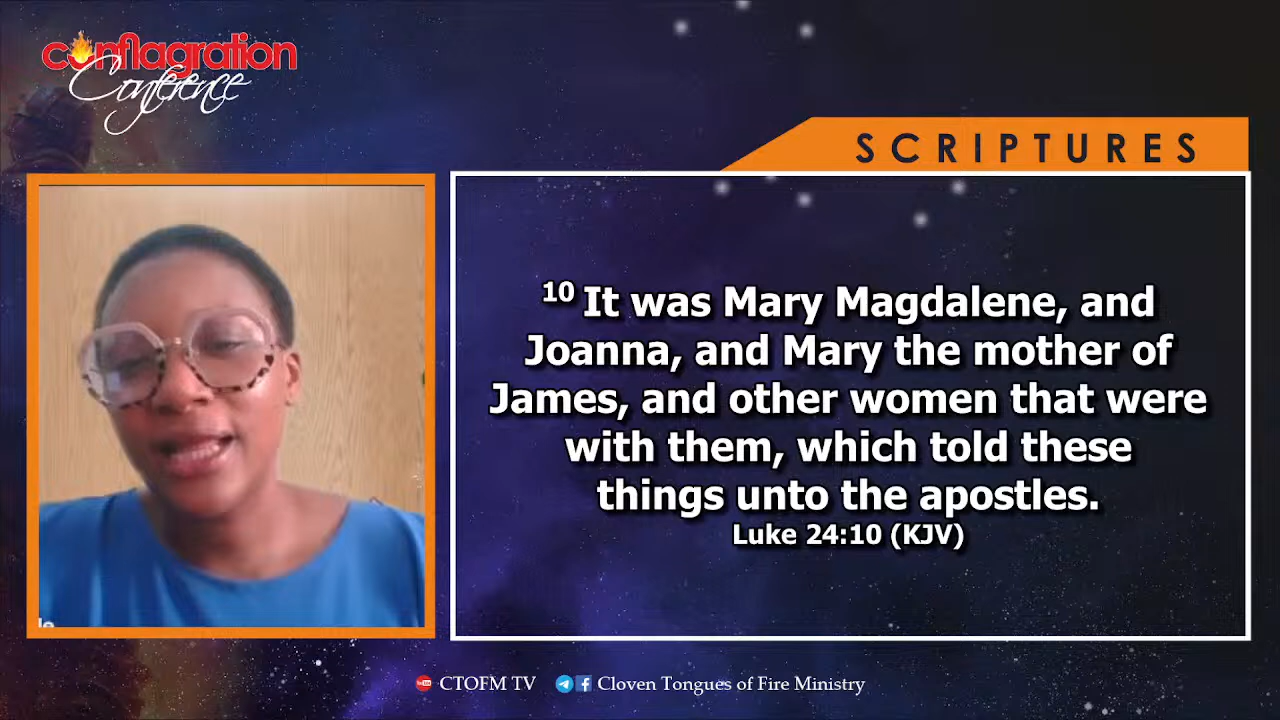 conflagration
Conference
SCRIPTURES
10 It was Mary Magdalene, and
Joanna, and Mary the mother of
James, and other women that were
with them, which told these
things unto the apostles.
Luke 24:10 (KJV)
CTOFM TV Cloven Tongues of Fire Ministry